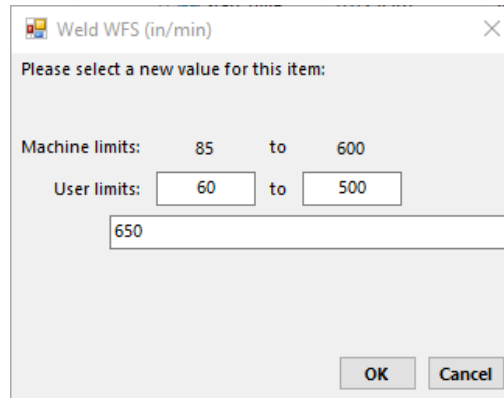 Weld WFS (in/min)
Please select a new value for this item:
Machine limits: 85 to 600
User limits: 60 to 500
650
OK Cancel